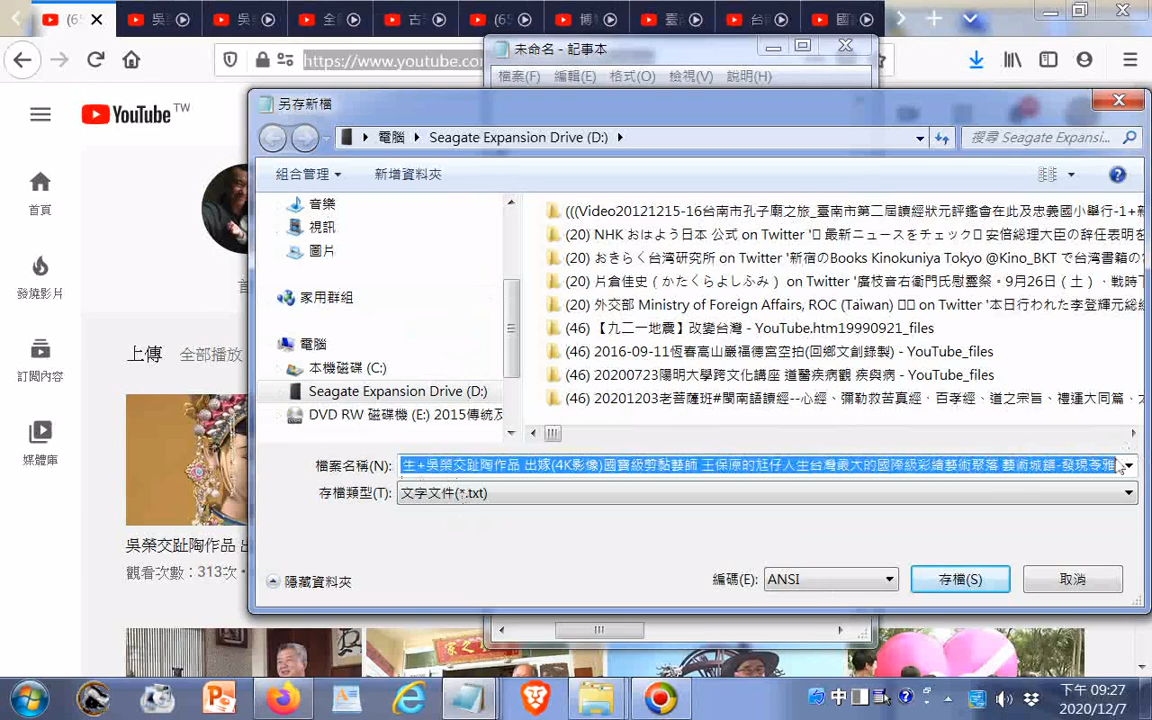 (6
吳
吳
全
古
(6
博
臺
台
國
https://www.youtube.co
未命名 - 記事本
檔案(F) 編輯(E) 格式(O) 檢視(V) 說明(H)
YouTube TW
首頁
發燒影片
訂閱內容
媒體庫
上傳 全部播放
吳榮交趾陶作品 出
觀看次數：313次
另存新檔
電腦 Seagate Expansion Drive (D:)
搜尋 Seagate Expansi...
組合管理 新增資料夾
音樂
視訊
圖片
家用群組
電腦
本機磁碟 (C:)
Seagate Expansion Drive (D:)
DVD RW 磁碟機 (E:) 2015傳統及
(((Video20121215-16台南市孔子廟之旅_臺南市第二屆讀經狀元評鑑會在此及忠義國小舉行-1+新
(20) NHK おはよう日本 公式 on Twitter '▯ 最新ニュースをチェック▯ 安倍総理大臣の辞任表明を
(20) おきらく台湾研究所 on Twitter '新宿のBooks Kinokuniya Tokyo @Kino_BKT で台湾書籍の
(20) 片倉佳史（かたくらよしふみ） on Twitter '廣枝音右衛門氏慰霊祭。9月26日（土）、戦時下
(20) 外交部 Ministry of Foreign Affairs, ROC (Taiwan) ▯▯ on Twitter '本日行われた李登輝元総統
(46) 【九二一地震】改變台灣 - YouTube.htm19990921_files
(46) 2016-09-11恆春高山巖福德宮空拍(回鄉文創錄製) - YouTube_files
(46) 20200723陽明大學跨文化講座 道醫疾病觀 疾與病 - YouTube_files
(46) 20201203老菩薩班#閩南語讀經--心經、彌勒救苦真經、百孝經、道之宗旨、禮運大同篇、
檔案名稱(N): 生+吳榮交趾陶作品 出嫁(4K影像)國寶級剪黏藝師 王保原的尪仔人生台灣最大的國際級彩繪藝術聚落 藝術城鎮-發現苓雅
存檔類型(T): 文字文件(*.txt)
隱藏資料夾
編碼(E): ANSI 存檔(S) 取消
中
下午 09:27
2020/12/7